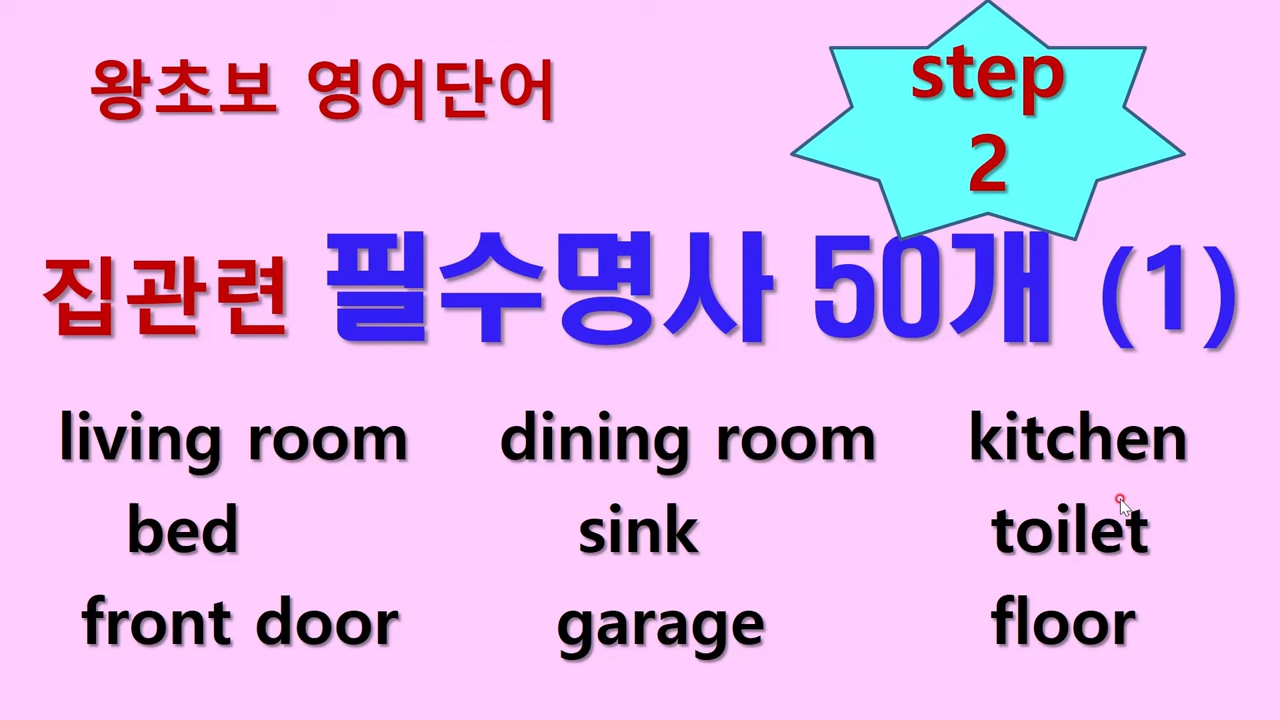 왕초보 영어단어
step
2
집관련 필수명사 50개 (1)
living room dining room kitchen
bed sink toilet
front door garage floor